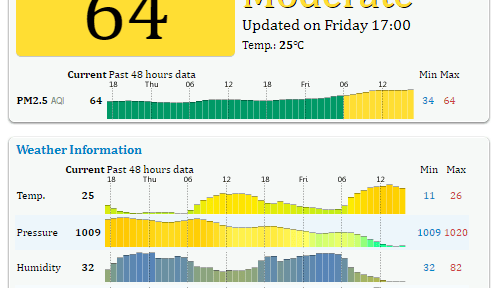 64
Moderate
Updated on Friday 17:00
Temp.: 25°C
Current Past 48 hours data Min Max
18 Thu 06 12 18 Fri 06 12
PM2.5 AQI 64 34 64
Weather Information
Current Past 48 hours data Min Max
18 Thu 06 12 18 Fri 06 12
Temp. 25 11 26
Pressure 1009 1009 1020
Humidity 32 32 82